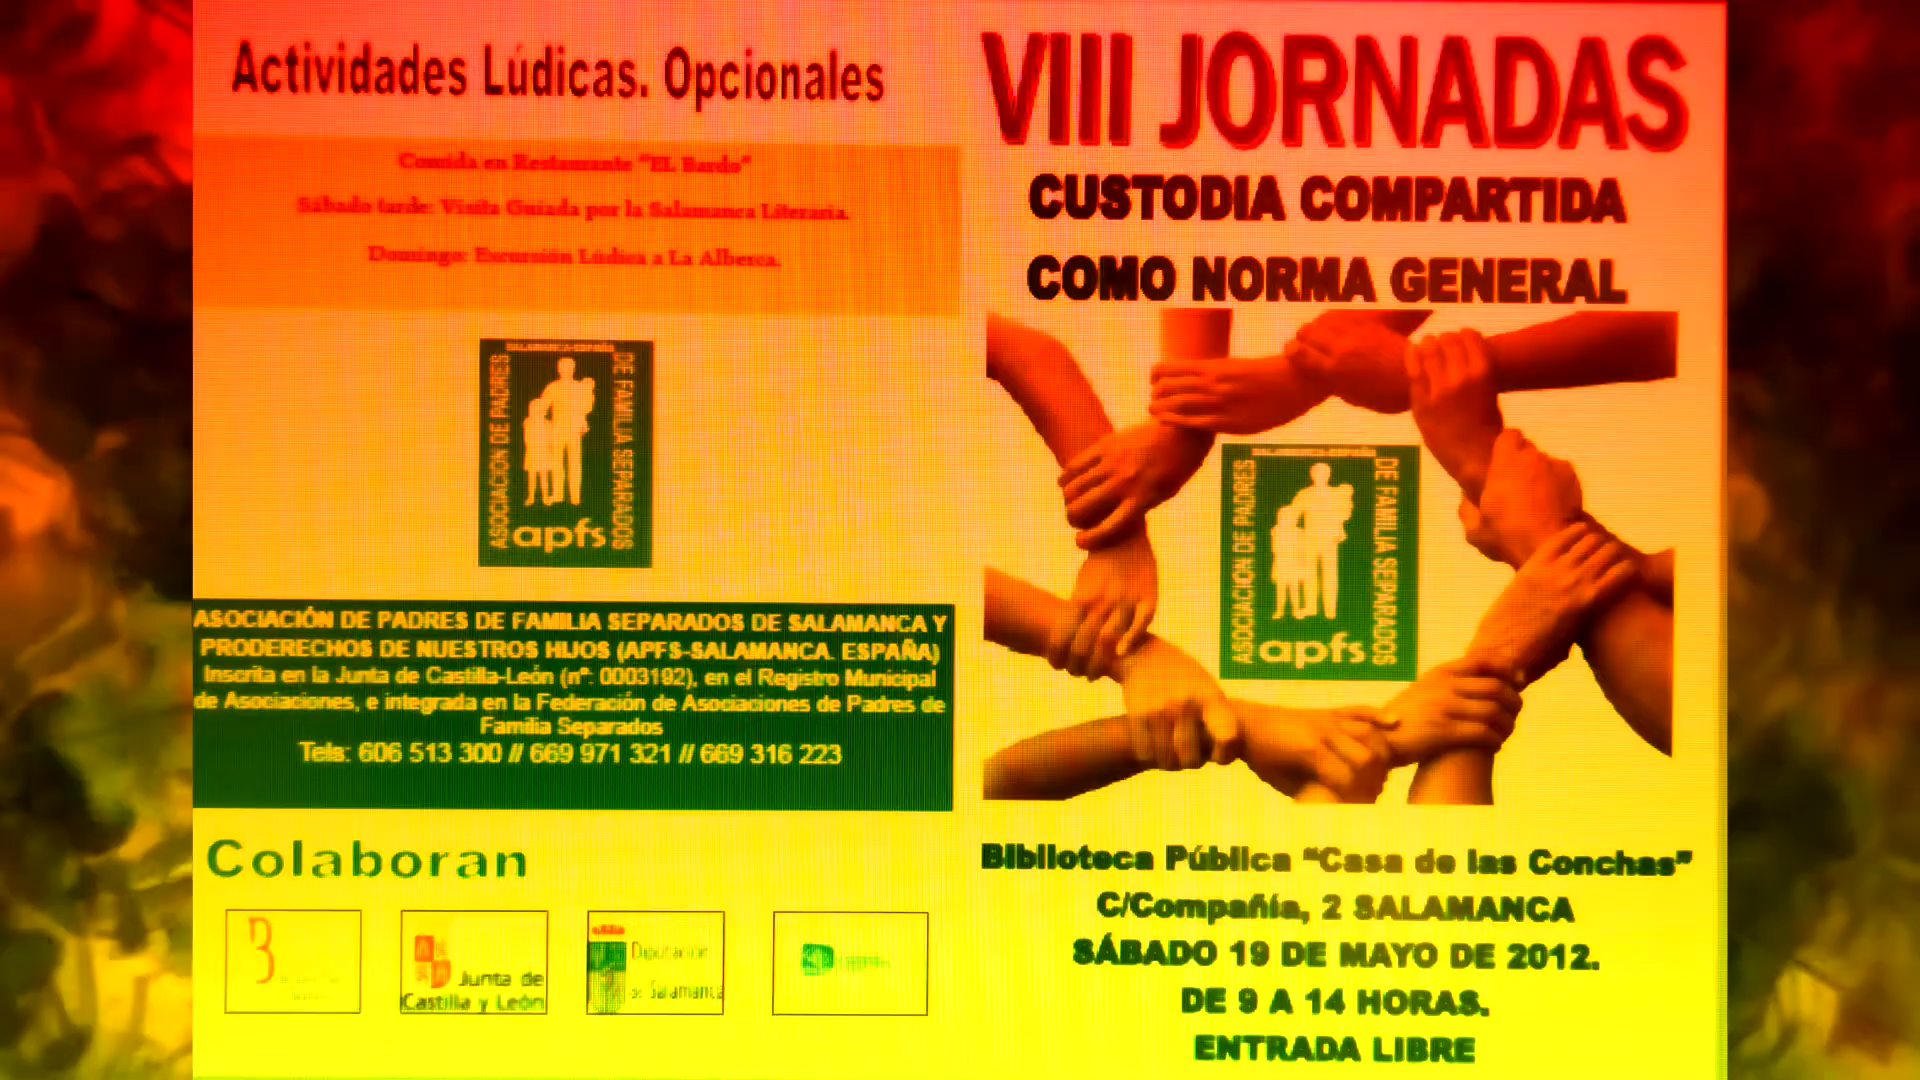 Actividades Lúdicas. Opcionales
Comida en Restaurante "EL Bardo"
Sábado tarde: Visita Guiada por la Salamanca Literaria.
Domingo: Excursión Lúdica a La Alberca.
SALAMANCA-ESPAÑA
ASOCIACION DE PADRES
DE FAMILIA SEPARADOS
apfs
ASOCIACIÓN DE PADRES DE FAMILIA SEPARADOS DE SALAMANCA Y
PRODERECHOS DE NUESTROS HIJOS (APFS-SALAMANCA. ESPAÑA)
Inscrita en la Junta de Castilla-León (nº: 0003192), en el Registro Municipal
de Asociaciones, e integrada en la Federación de Asociaciones de Padres de
Familia Separados
Tels: 606 513 300 // 669 971 321 // 669 316 223
Colaboran
Junta de
Castilla y León
Diputación
de Salamanca
VIII JORNADAS
CUSTODIA COMPARTIDA
COMO NORMA GENERAL
SALAMANCA-ESPAÑA
ASOCIACION DE PADRES
DE FAMILIA SEPARADOS
apfs
Biblioteca Pública "Casa de las Conchas"
C/Compañía, 2 SALAMANCA
SÁBADO 19 DE MAYO DE 2012.
DE 9 A 14 HORAS.
ENTRADA LIBRE